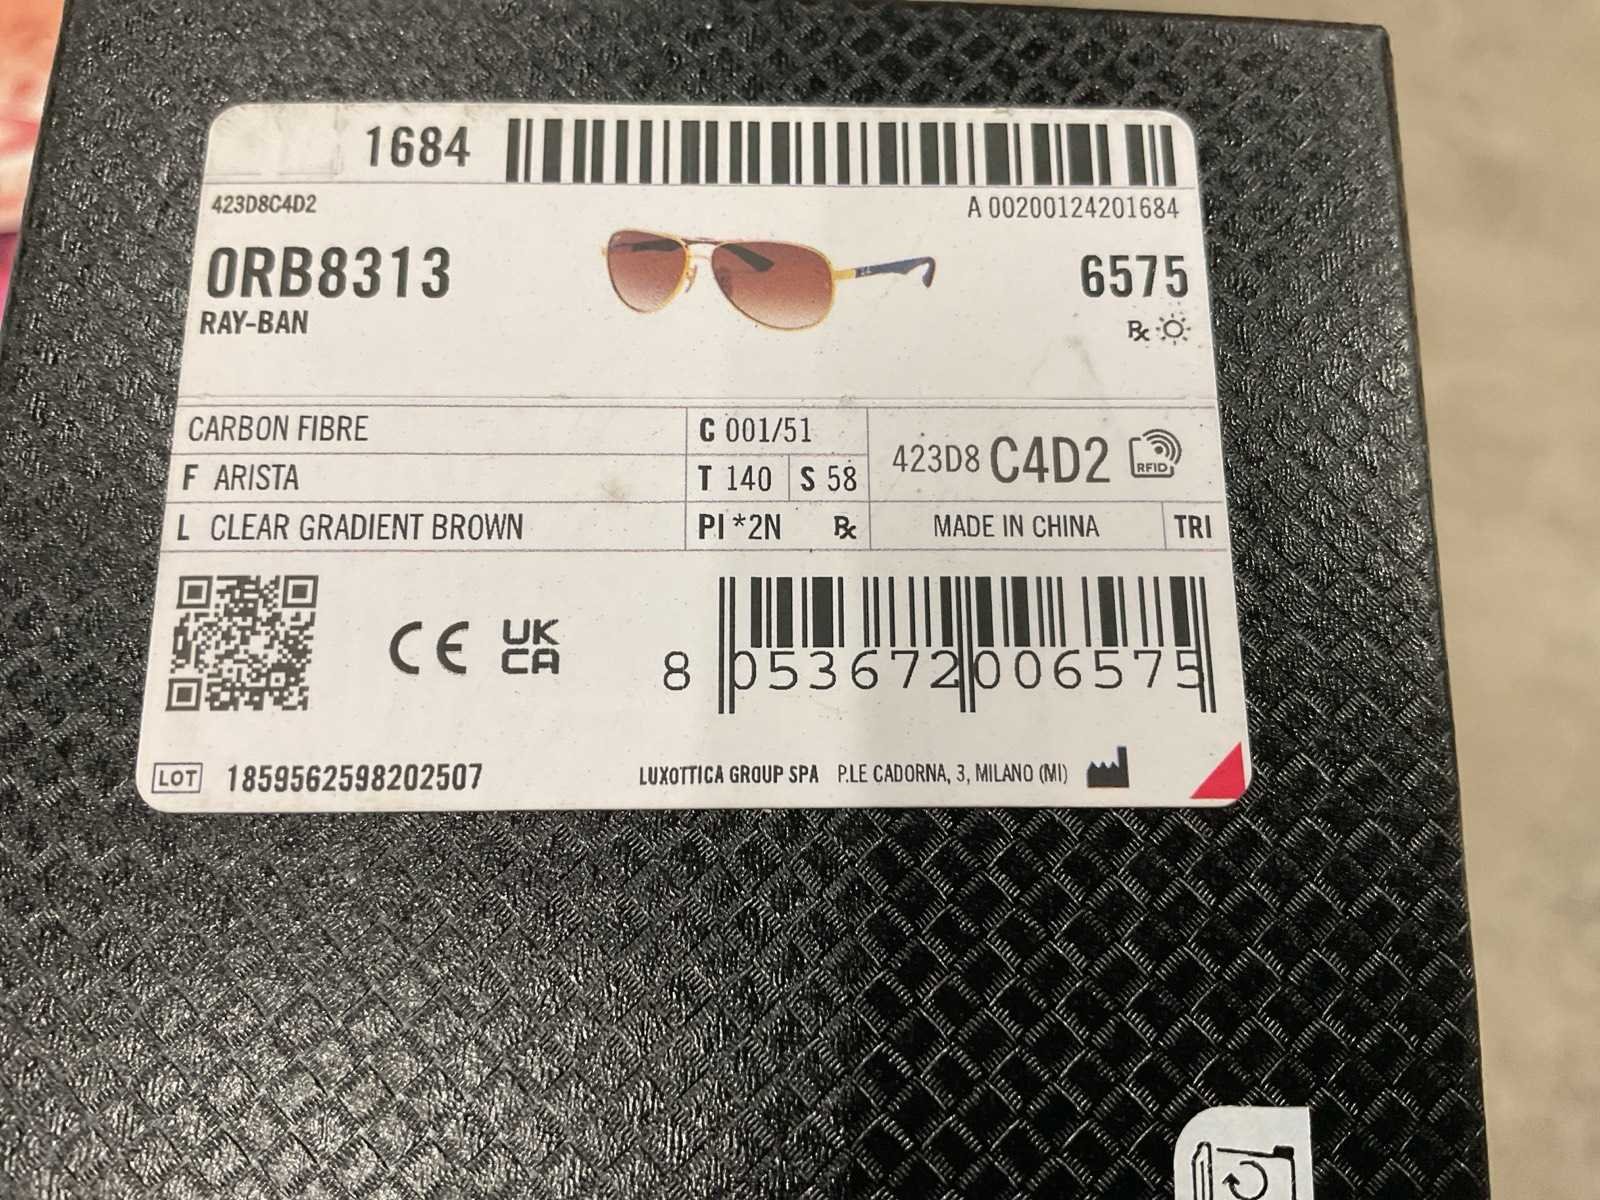 1684
423D8C4D2
A 00200124201684
0RB8313
6575
RAY-BAN
Rx
CARBON FIBRE
C 001/51
423D8 C4D2 RFID
F ARISTA
T 140 S 58
L CLEAR GRADIENT BROWN
PI *2N Rx
MADE IN CHINA TRI
CE UK CA
8 053672 006575
LOT 1859562598202507
LUXOTTICA GROUP SPA P.LE CADORNA, 3, MILANO (MI)